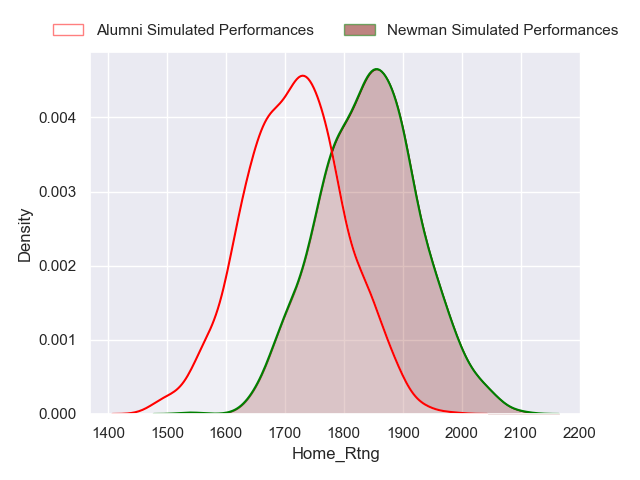 Alumni Simulated Performances Newman Simulated Performances
0.004
0.003
0.002
0.001
0.000
Density
1400 1500 1600 1700 1800 1900 2000 2100 2200
Home_Rtng